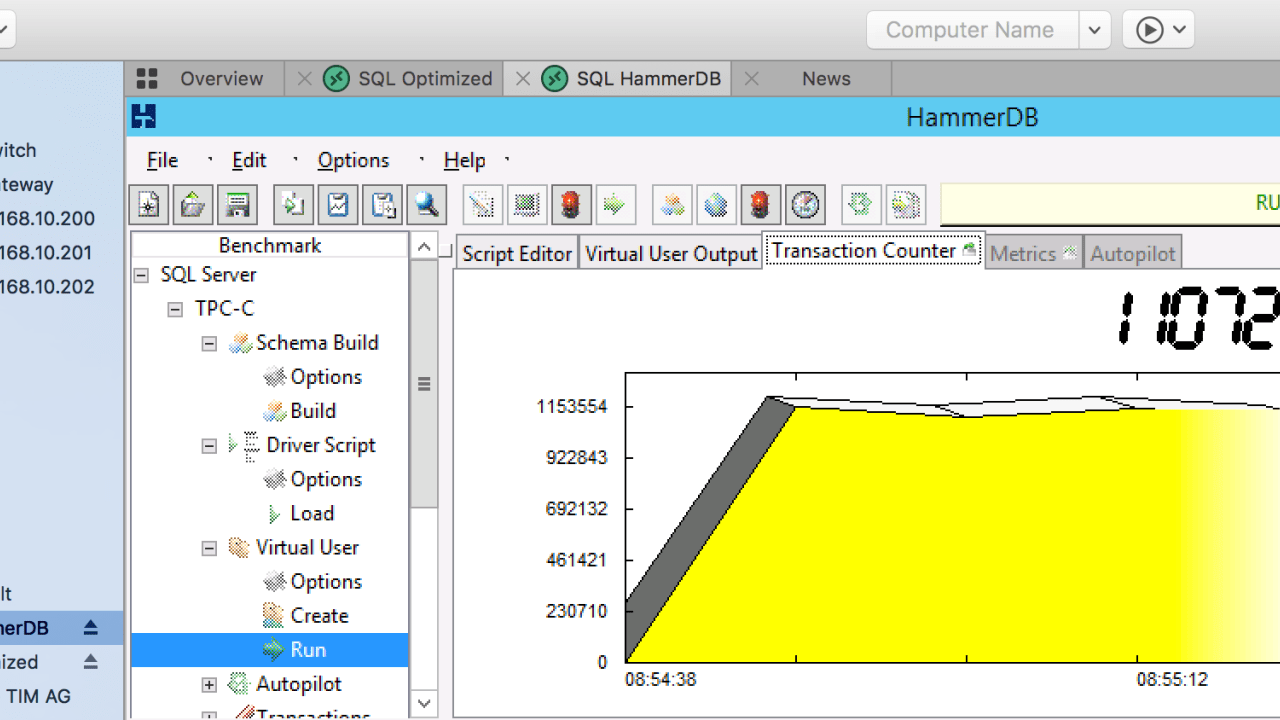 Computer Name
Overview
SQL Optimized
SQL HammerDB
News
HammerDB
File
Edit
Options
Help
RU
Benchmark
Script Editor
Virtual User Output
Transaction Counter
Metrics
Autopilot
SQL Server
TPC-C
Schema Build
Options
Build
Driver Script
Options
Load
Virtual User
Options
Create
Run
Autopilot
Transactions
11072
1153554
922843
692132
461421
230710
0
08:54:38
08:55:12
witch
ateway
168.10.200
168.10.201
168.10.202
lt
merDB
ized
TIM AG